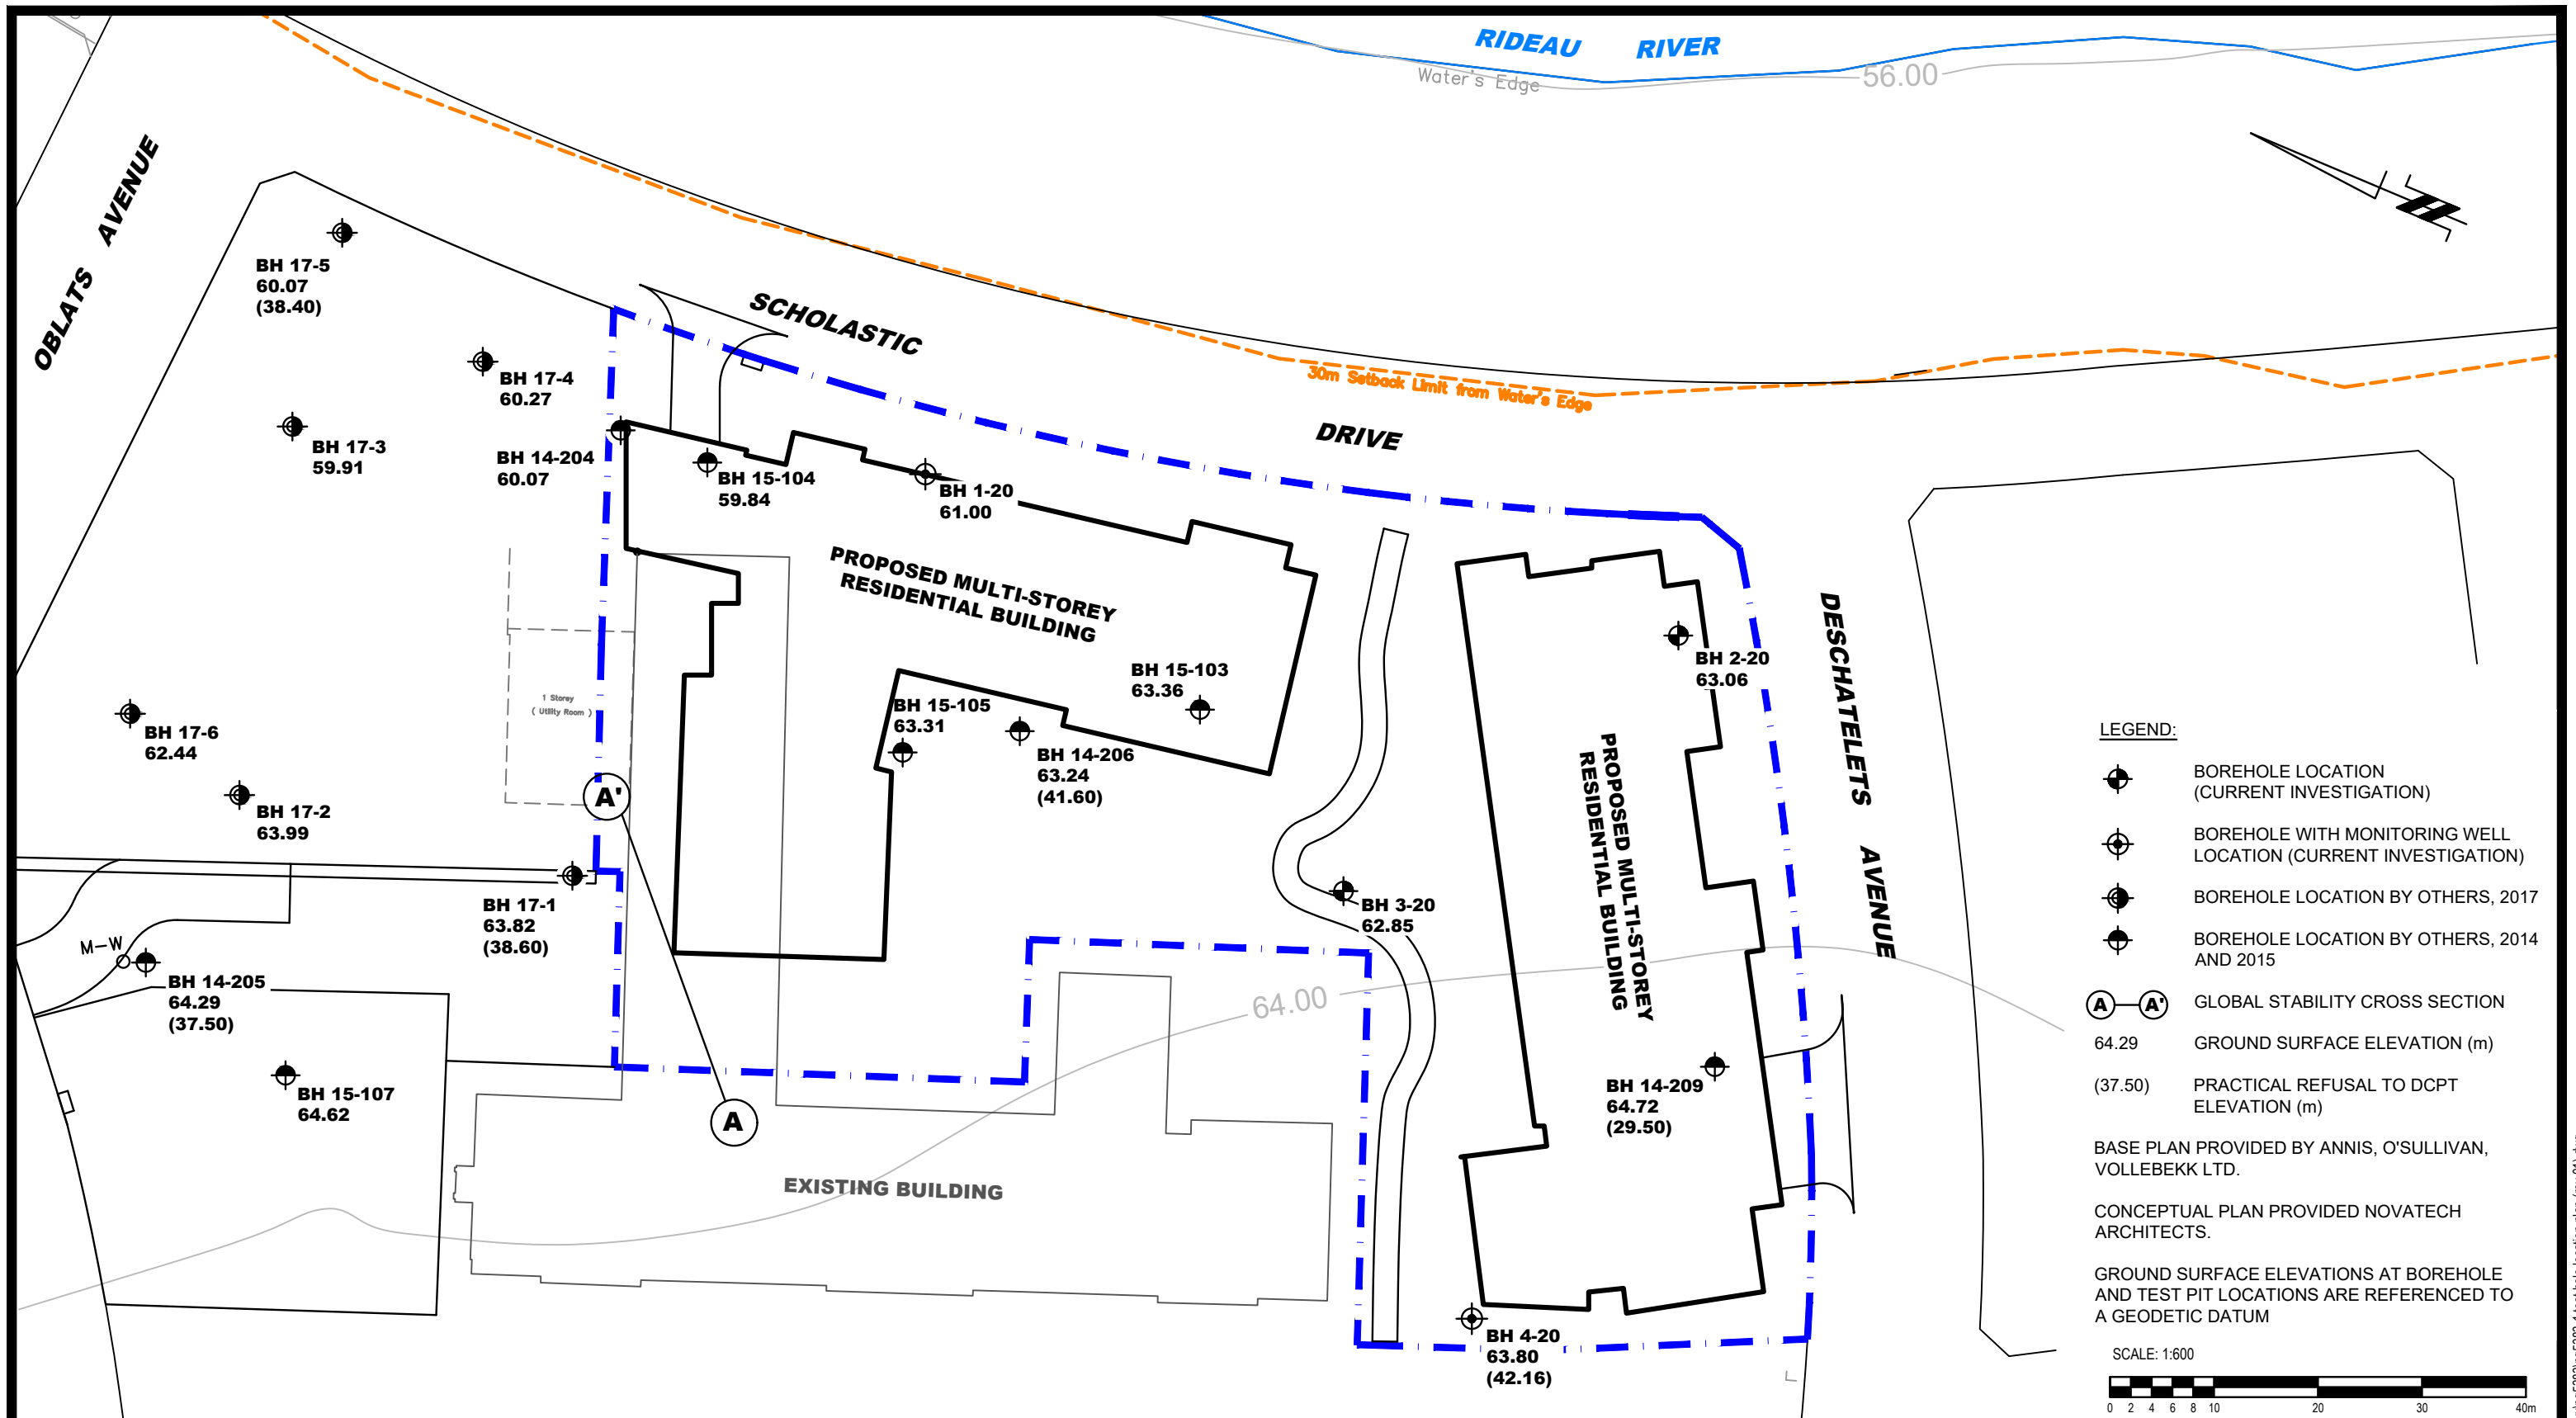 RIDEAU RIVER
Water's Edge
56.00
OBLATS AVENUE
BH 17-5
60.07
(38.40)
SCHOLASTIC
DRIVE
30m Setback Limit from Water's Edge
BH 17-4
60.27
BH 17-3
59.91
BH 14-204
60.07
BH 15-104
59.84
BH 1-20
61.00
PROPOSED MULTI-STOREY
RESIDENTIAL BUILDING
BH 15-103
63.36
BH 15-105
63.31
BH 14-206
63.24
(41.60)
BH 2-20
63.06
DESCHATELETS AVENUE
PROPOSED MULTI-STOREY
RESIDENTIAL BUILDING
1 Storey
( Utility Room )
BH 17-6
62.44
BH 17-2
63.99
A'
BH 17-1
63.82
(38.60)
BH 3-20
62.85
M-W
BH 14-205
64.29
(37.50)
64.00
BH 15-107
64.62
A
BH 14-209
64.72
(29.50)
EXISTING BUILDING
BH 4-20
63.80
(42.16)
LEGEND:
BOREHOLE LOCATION
(CURRENT INVESTIGATION)
BOREHOLE WITH MONITORING WELL
LOCATION (CURRENT INVESTIGATION)
BOREHOLE LOCATION BY OTHERS, 2017
BOREHOLE LOCATION BY OTHERS, 2014
AND 2015
A A' GLOBAL STABILITY CROSS SECTION
64.29 GROUND SURFACE ELEVATION (m)
(37.50) PRACTICAL REFUSAL TO DCPT
ELEVATION (m)
BASE PLAN PROVIDED BY ANNIS, O'SULLIVAN,
VOLLEBEKK LTD.
CONCEPTUAL PLAN PROVIDED NOVATECH
ARCHITECTS.
GROUND SURFACE ELEVATIONS AT BOREHOLE
AND TEST PIT LOCATIONS ARE REFERENCED TO
A GEODETIC DATUM
SCALE: 1:600
0 2 4 6 8 10 20 30 40m